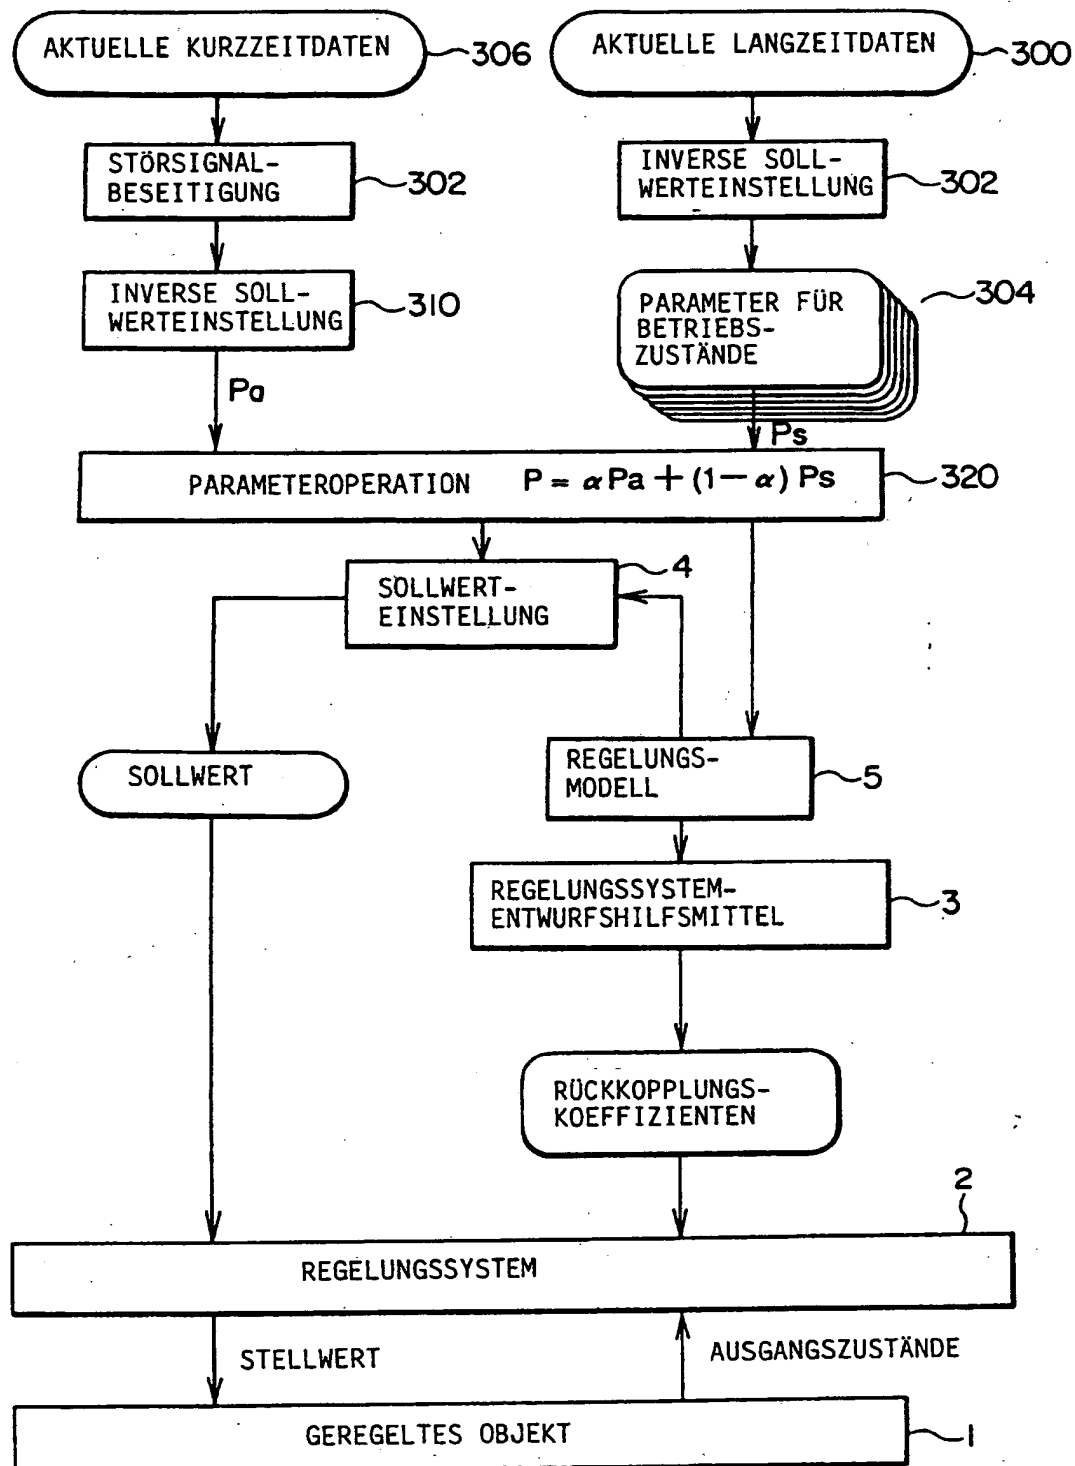 AKTUELLE KURZZEITDATEN
306
AKTUELLE LANGZEITDATEN
300
STÖRSIGNAL-
BESEITIGUNG
302
INVERSE SOLL-
WERTEINSTELLUNG
302
INVERSE SOLL-
WERTEINSTELLUNG
310
PARAMETER FÜR
BETRIEBS-
ZUSTÄNDE
304
Pa
Ps
PARAMETEROPERATION P = αPa + (1 - α) Ps
320
SOLLWERT-
EINSTELLUNG
4
SOLLWERT
REGELUNGS-
MODELL
5
REGELUNGSSYSTEM-
ENTWURFSHILFSMITTEL
3
RÜCKKOPPLUNGS-
KOEFFIZIENTEN
2
REGELUNGSSYSTEM
STELLWERT
AUSGANGSZUSTÄNDE
GEREGELTES OBJEKT
1